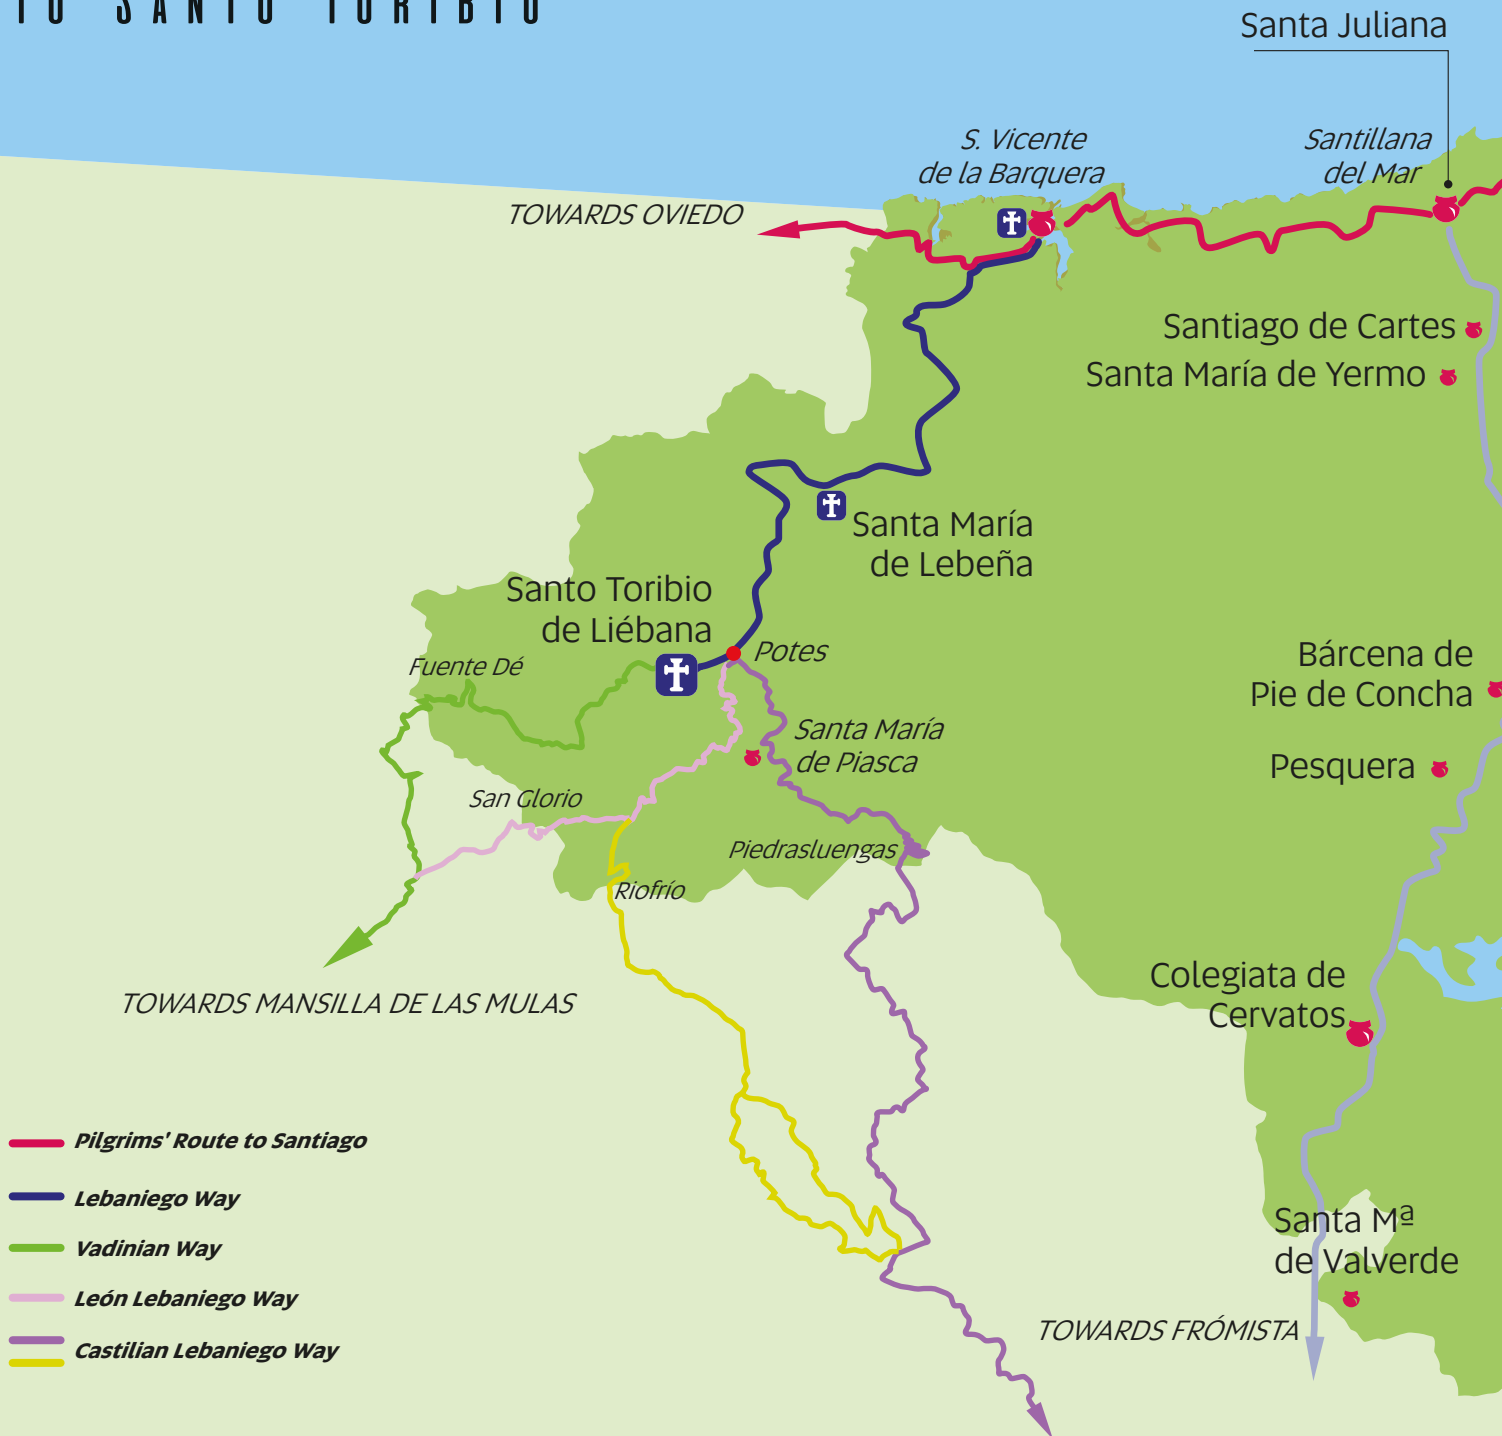 TO SANTO TORIBIO
Santa Juliana
S. Vicente
de la Barquera
Santillana
del Mar
TOWARDS OVIEDO
Santiago de Cartes
Santa María de Yermo
Santa María
de Lebeña
Santo Toribio
de Liébana
Potes
Fuente Dé
Bárcena de
Pie de Concha
Santa María
de Piasca
Pesquera
San Glorio
Piedrasluengas
Riofrío
Colegiata de
Cervatos
TOWARDS MANSILLA DE LAS MULAS
Pilgrims' Route to Santiago
Lebaniego Way
Vadinian Way
León Lebaniego Way
Castilian Lebaniego Way
Santa Mª
de Valverde
TOWARDS FRÓMISTA